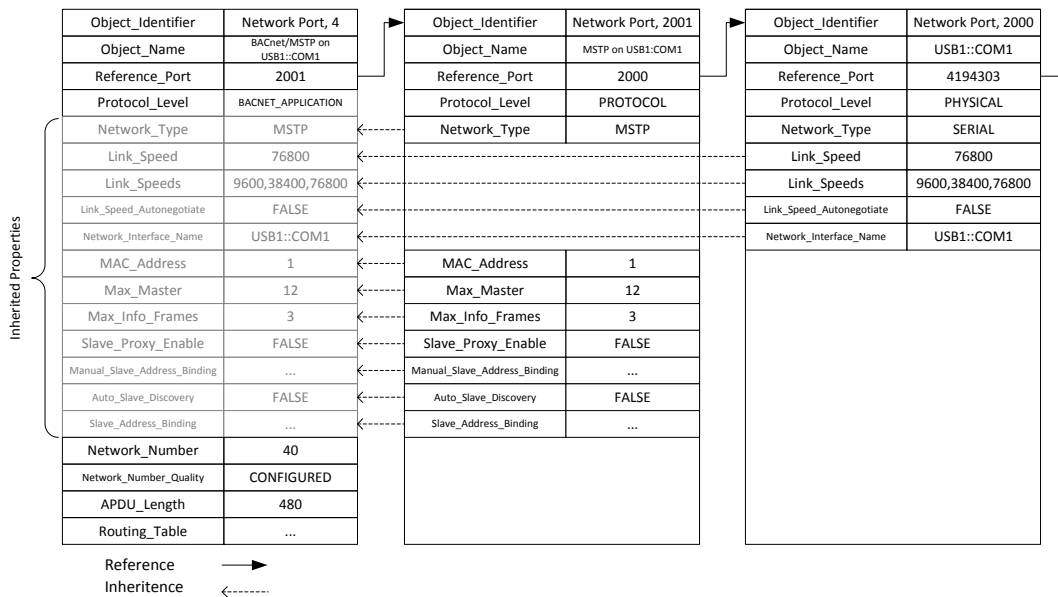 Object_Identifier Network Port, 4 Object_Identifier Network Port, 2001 Object_Identifier Network Port, 2000
Object_Name BACnet/MSTP on USB1::COM1 Object_Name MSTP on USB1:COM1 Object_Name USB1::COM1
Reference_Port 2001 Reference_Port 2000 Reference_Port 4194303
Protocol_Level BACNET_APPLICATION Protocol_Level PROTOCOL Protocol_Level PHYSICAL
Network_Type MSTP Network_Type MSTP Network_Type SERIAL
Link_Speed 76800 Link_Speed 76800
Link_Speeds 9600,38400,76800 Link_Speeds 9600,38400,76800
Link_Speed_Autonegotiate FALSE Link_Speed_Autonegotiate FALSE
Network_Interface_Name USB1::COM1 Network_Interface_Name USB1::COM1
Inherited Properties
MAC_Address 1 MAC_Address 1
Max_Master 12 Max_Master 12
Max_Info_Frames 3 Max_Info_Frames 3
Slave_Proxy_Enable FALSE Slave_Proxy_Enable FALSE
Manual_Slave_Address_Binding ... Manual_Slave_Address_Binding ...
Auto_Slave_Discovery FALSE Auto_Slave_Discovery FALSE
Slave_Address_Binding ... Slave_Address_Binding ...
Network_Number 40
Network_Number_Quality CONFIGURED
APDU_Length 480
Routing_Table ...
Reference
Inheritence